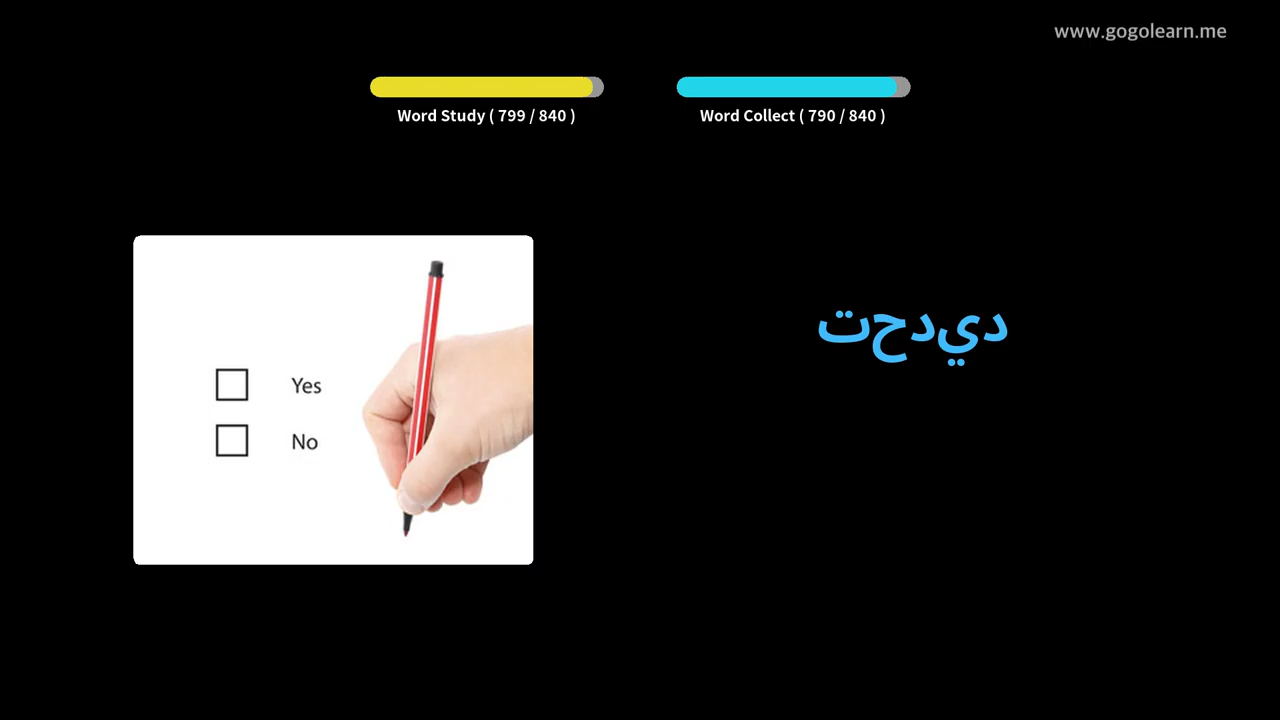 www.gogolearn.me
Word Study ( 799 / 840 )
Word Collect ( 790 / 840 )
Yes
No
تحديد